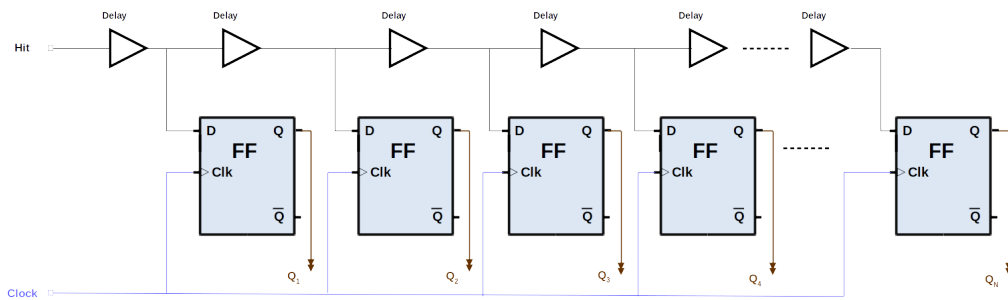 Delay Delay Delay Delay Delay Delay
Hit
D Q D Q D Q D Q D Q
FF FF FF FF FF
Clk Clk Clk Clk Clk
Q̅ Q̅ Q̅ Q̅ Q̅
Q1 Q2 Q3 Q4 QN
Clock